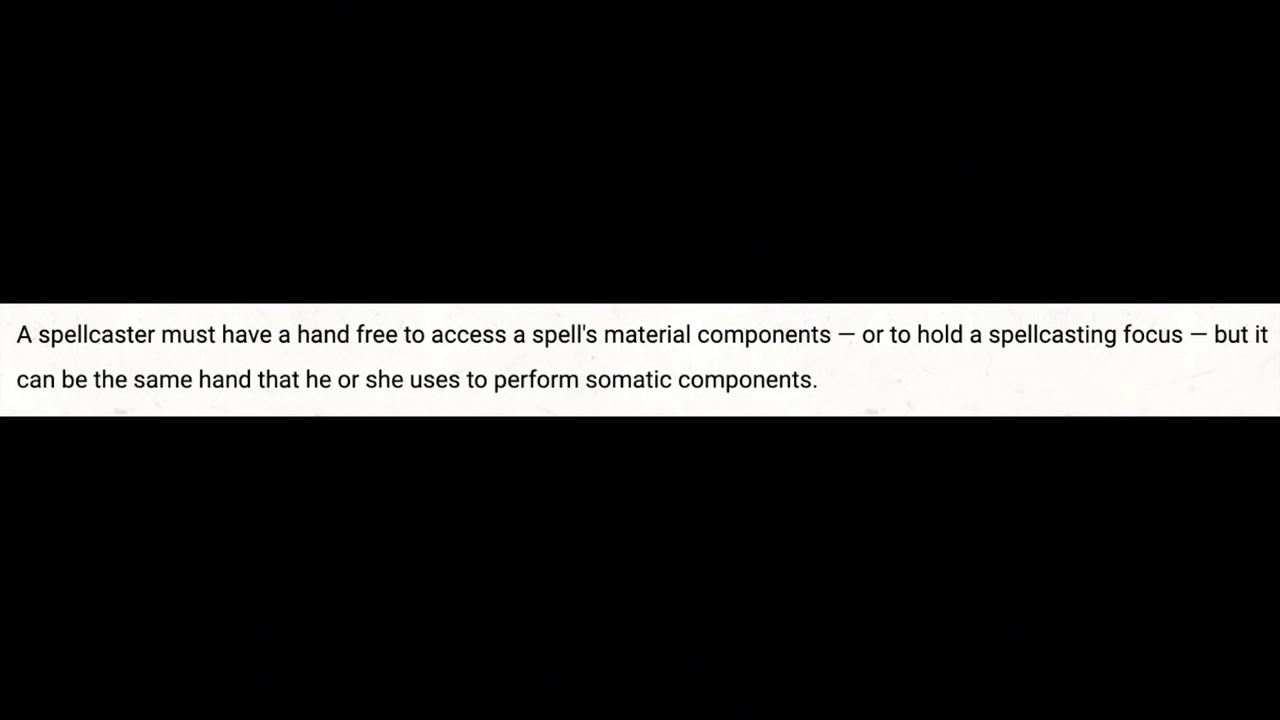 A spellcaster must have a hand free to access a spell's material components — or to hold a spellcasting focus — but it
can be the same hand that he or she uses to perform somatic components.